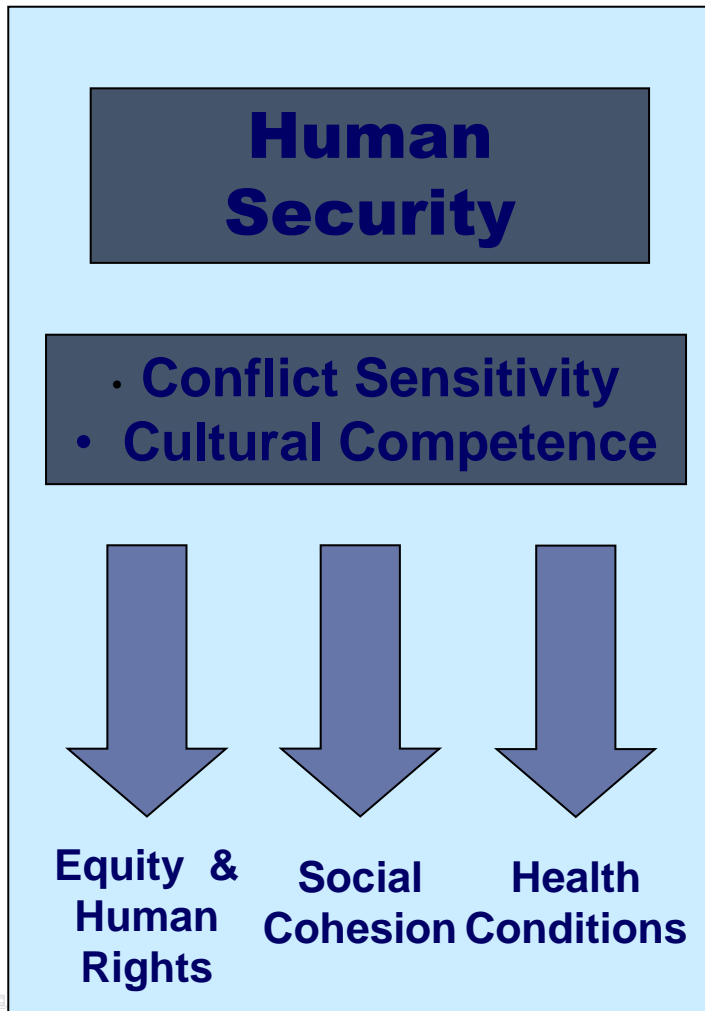 Human
Security
• Conflict Sensitivity
• Cultural Competence
Equity & 
Human
Rights
Social
Cohesion
Health
Conditions